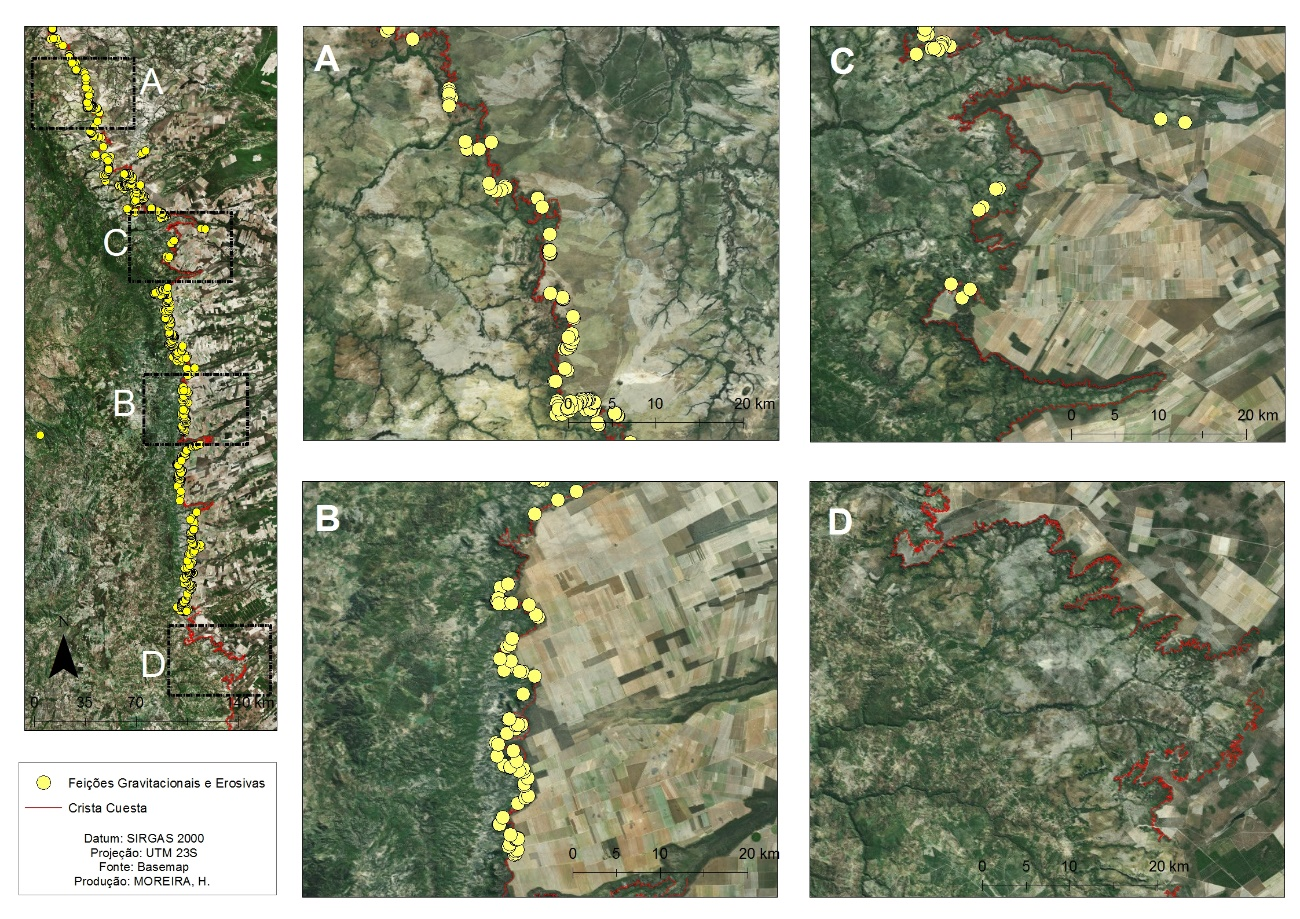 A
C
B
D
N
0 35 70 140 km
A
0 5 10 20 km
C
0 5 10 20 km
B
0 5 10 20 km
D
0 5 10 20 km
Feições Gravitacionais e Erosivas
Crista Cuesta
Datum: SIRGAS 2000
Projeção: UTM 23S
Fonte: Basemap
Produção: MOREIRA, H.